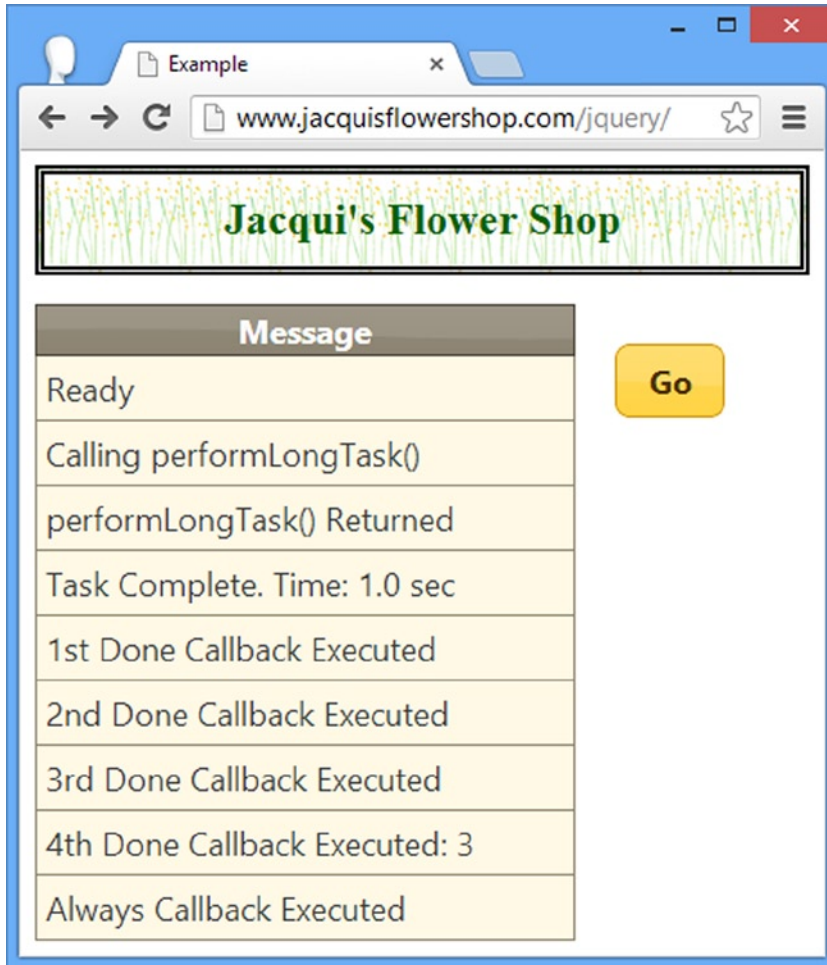 Example
www.jacquisflowershop.com/jquery/
Jacqui's Flower Shop
Message
Go
Ready
Calling performLongTask()
performLongTask() Returned
Task Complete. Time: 1.0 sec
1st Done Callback Executed
2nd Done Callback Executed
3rd Done Callback Executed
4th Done Callback Executed: 3
Always Callback Executed